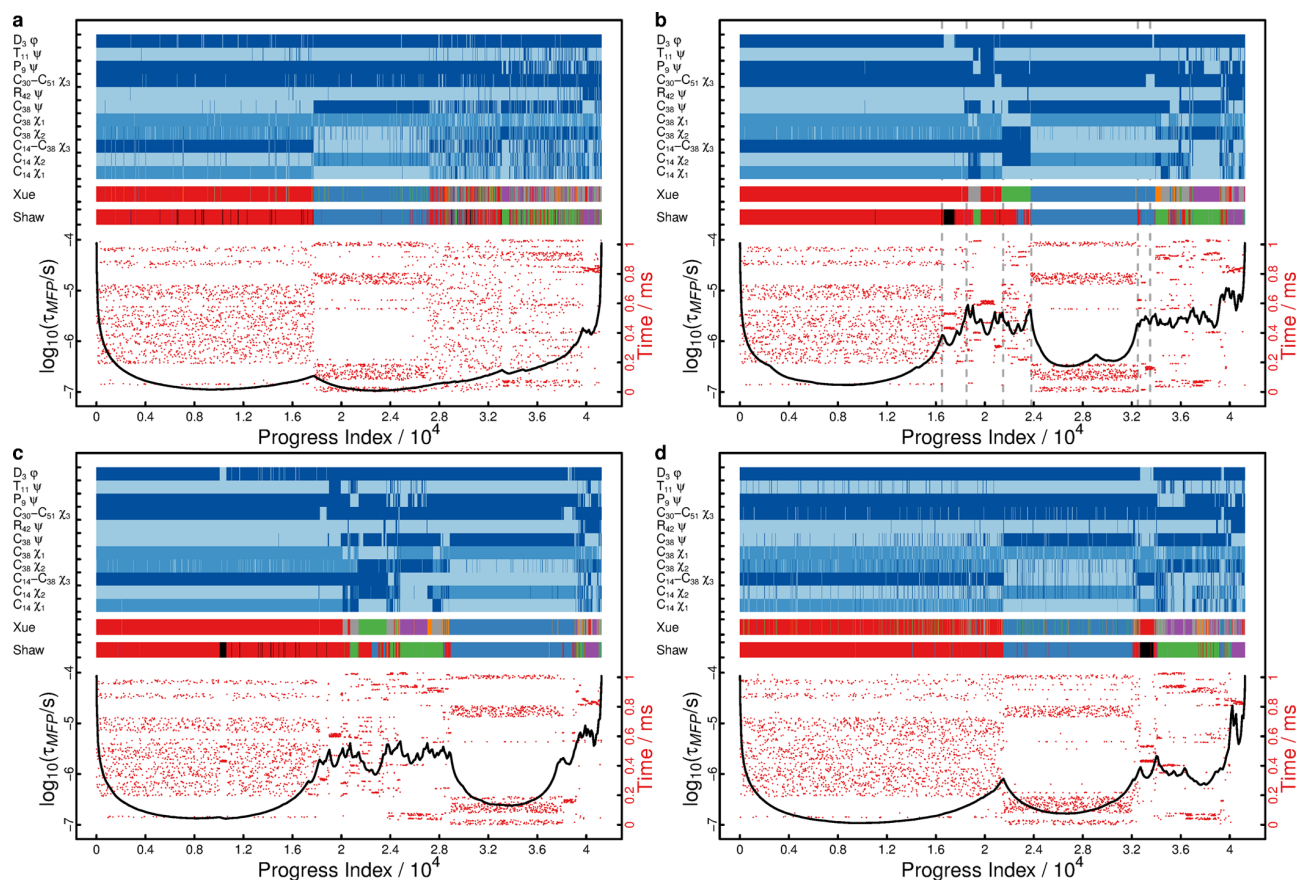 a
D3 φ
T11 ψ
P9 ψ
C30−C51 χ3
R42 ψ
C38 ψ
C38 χ1
C38 χ2
C14−C38 χ3
C14 χ2
C14 χ1
Xue
Shaw
log10(τMFP/s)
−4
−5
−6
−7
0 0.4 0.8 1.2 1.6 2 2.4 2.8 3.2 3.6 4
Progress Index / 10^4
0 0.2 0.4 0.6 0.8 1
Time / ms
b
D3 φ
T11 ψ
P9 ψ
C30−C51 χ3
R42 ψ
C38 ψ
C38 χ1
C38 χ2
C14−C38 χ3
C14 χ2
C14 χ1
Xue
Shaw
log10(τMFP/s)
−4
−5
−6
−7
0 0.4 0.8 1.2 1.6 2 2.4 2.8 3.2 3.6 4
Progress Index / 10^4
0 0.2 0.4 0.6 0.8 1
Time / ms
c
D3 φ
T11 ψ
P9 ψ
C30−C51 χ3
R42 ψ
C38 ψ
C38 χ1
C38 χ2
C14−C38 χ3
C14 χ2
C14 χ1
Xue
Shaw
log10(τMFP/s)
−4
−5
−6
−7
0 0.4 0.8 1.2 1.6 2 2.4 2.8 3.2 3.6 4
Progress Index / 10^4
0 0.2 0.4 0.6 0.8 1
Time / ms
d
D3 φ
T11 ψ
P9 ψ
C30−C51 χ3
R42 ψ
C38 ψ
C38 χ1
C38 χ2
C14−C38 χ3
C14 χ2
C14 χ1
Xue
Shaw
log10(τMFP/s)
−4
−5
−6
−7
0 0.4 0.8 1.2 1.6 2 2.4 2.8 3.2 3.6 4
Progress Index / 10^4
0 0.2 0.4 0.6 0.8 1
Time / ms